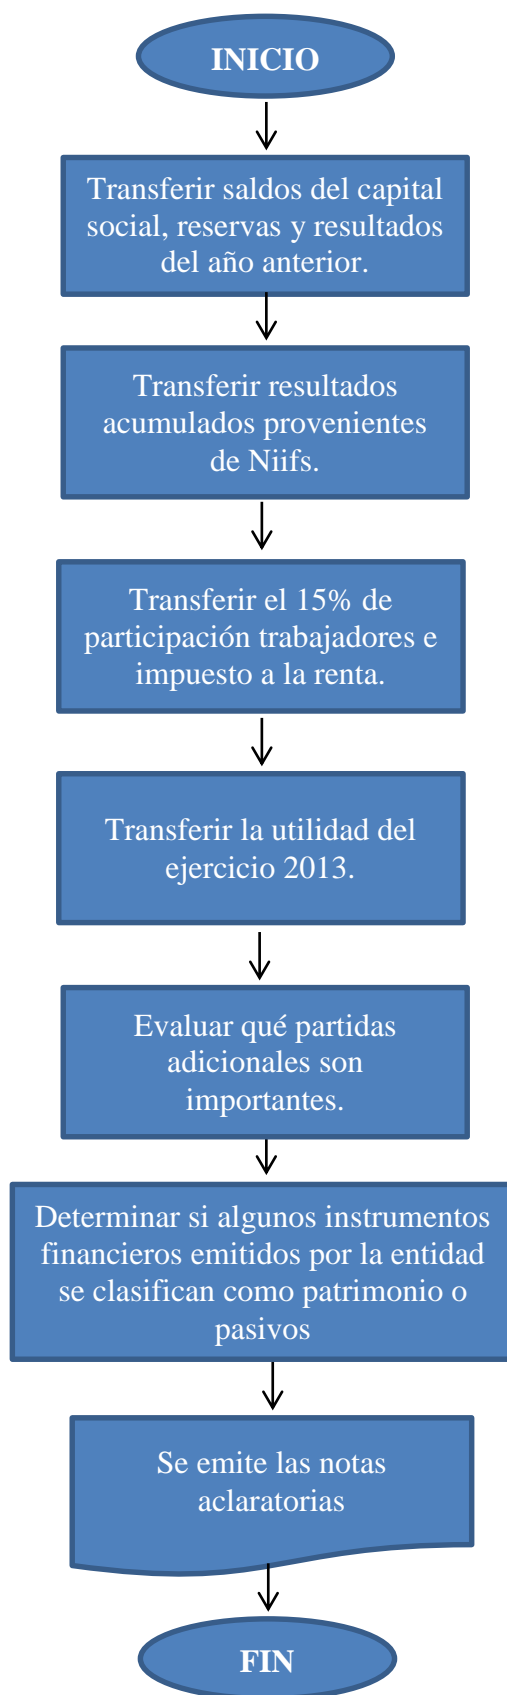 INICIO
Transferir saldos del capital
social, reservas y resultados
del año anterior.
Transferir resultados
acumulados provenientes
de Niifs.
Transferir el 15% de
participación trabajadores e
impuesto a la renta.
Transferir la utilidad del
ejercicio 2013.
Evaluar qué partidas
adicionales son
importantes.
Determinar si algunos instrumentos
financieros emitidos por la entidad
se clasifican como patrimonio o
pasivos
Se emite las notas
aclaratorias
FIN